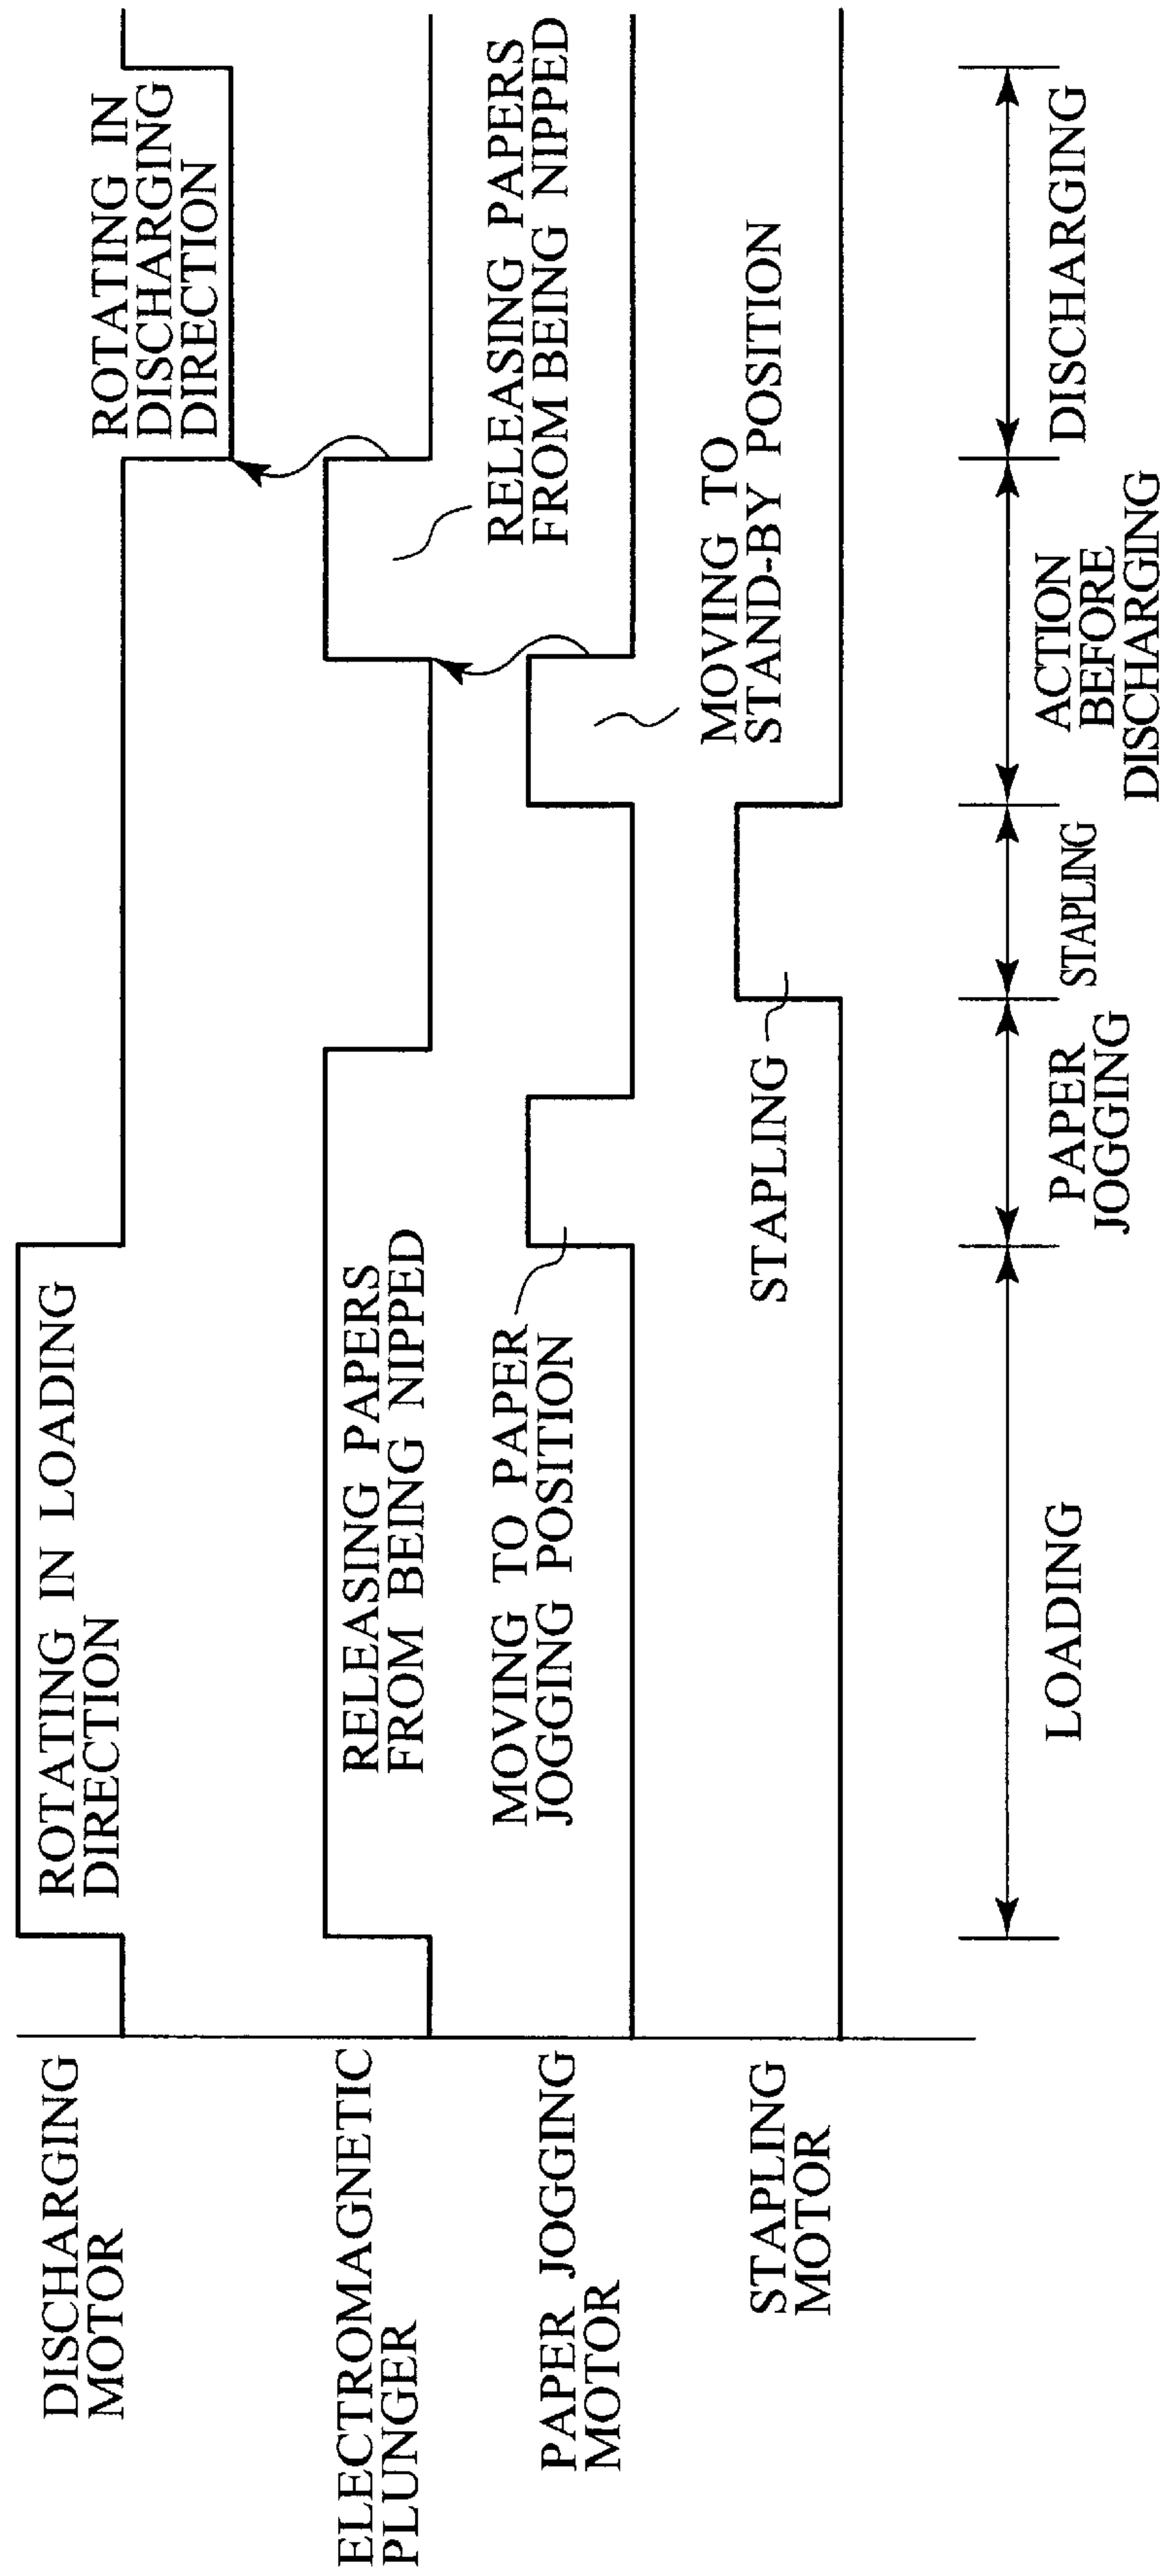 DISCHARGING
MOTOR
ROTATING IN LOADING
DIRECTION
ROTATING IN
DISCHARGING
DIRECTION
ELECTROMAGNETIC
PLUNGER
RELEASING PAPERS
FROM BEING NIPPED
RELEASING PAPERS
FROM BEING NIPPED
PAPER JOGGING
MOTOR
MOVING TO PAPER
JOGGING POSITION
MOVING TO
STAND-BY POSITION
STAPLING
MOTOR
STAPLING
LOADING
PAPER
JOGGING
STAPLING
ACTION
BEFORE
DISCHARGING
DISCHARGING